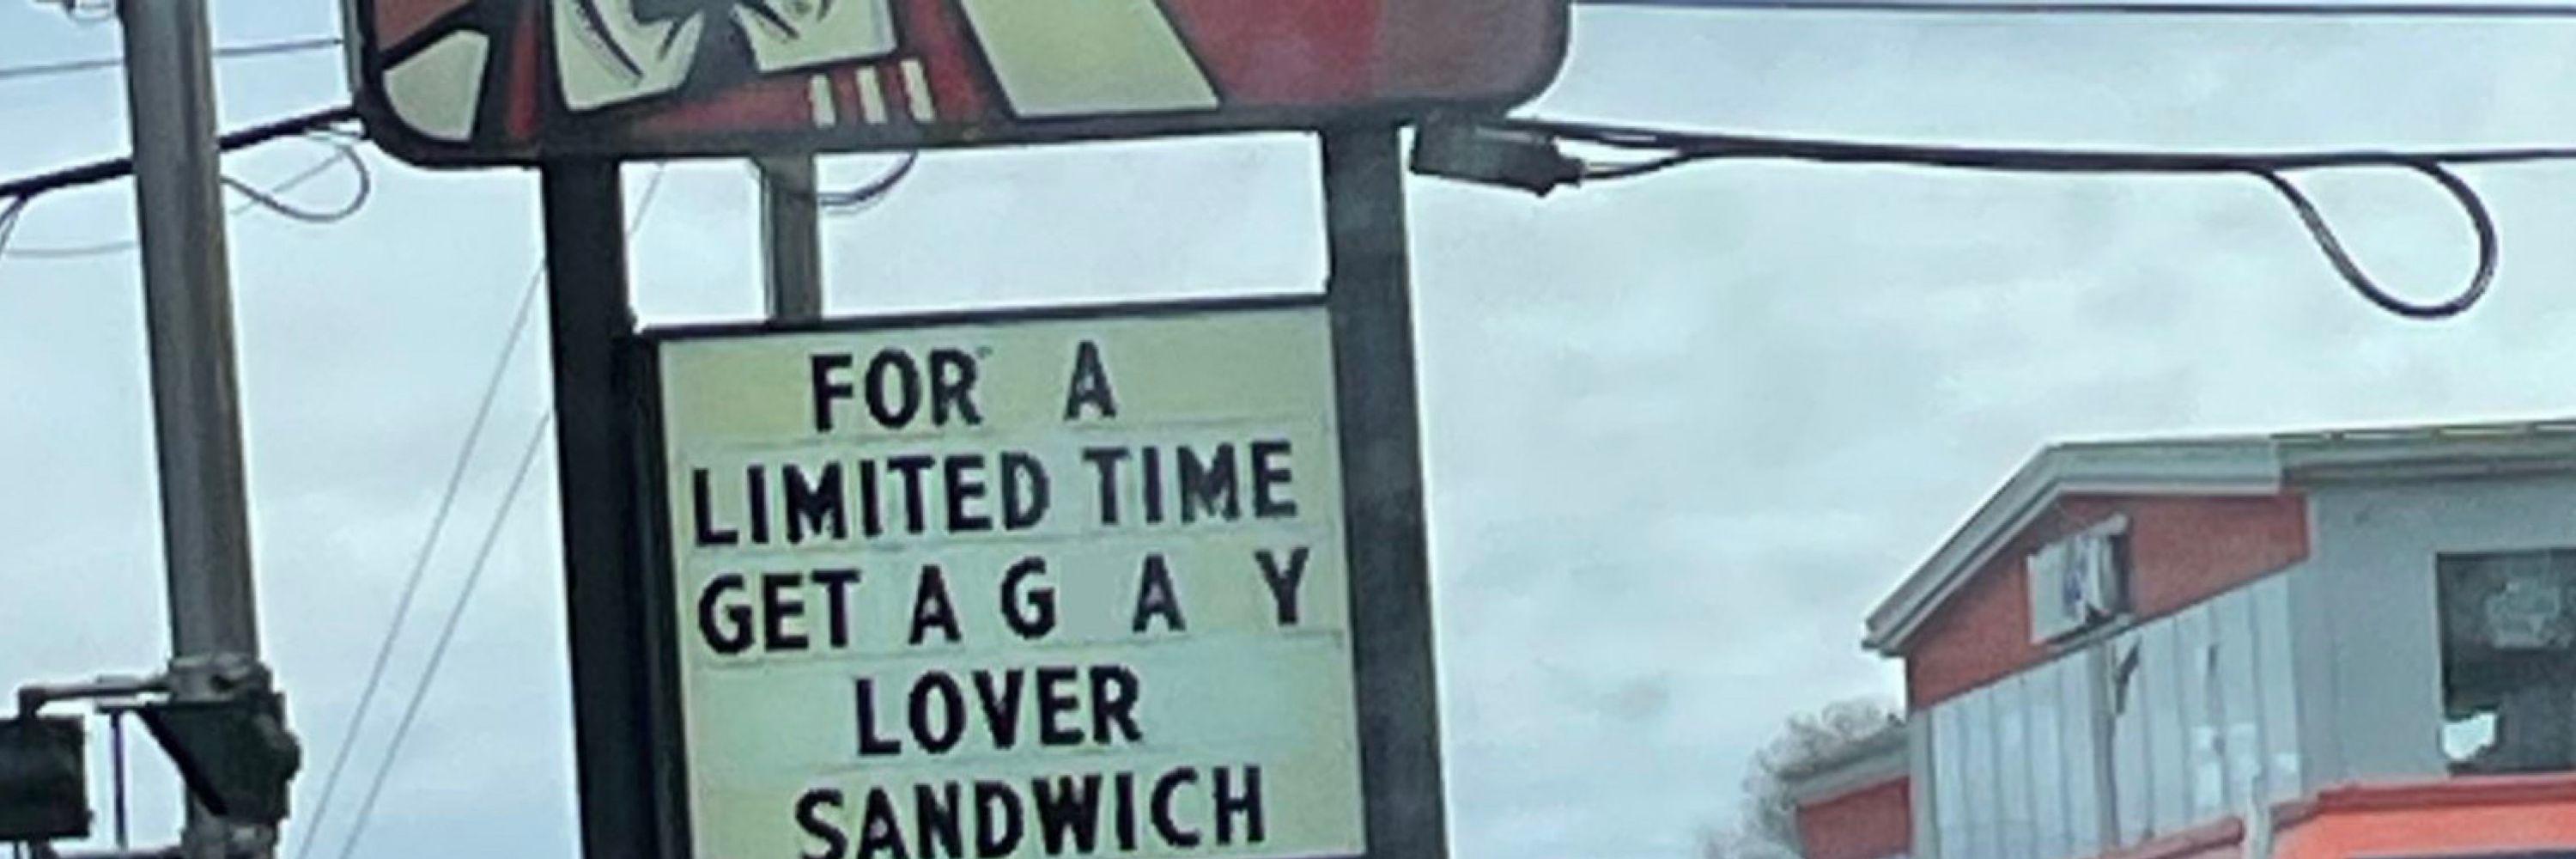 FOR A
LIMITED TIME
GET A G A Y
LOVER
SANDWICH